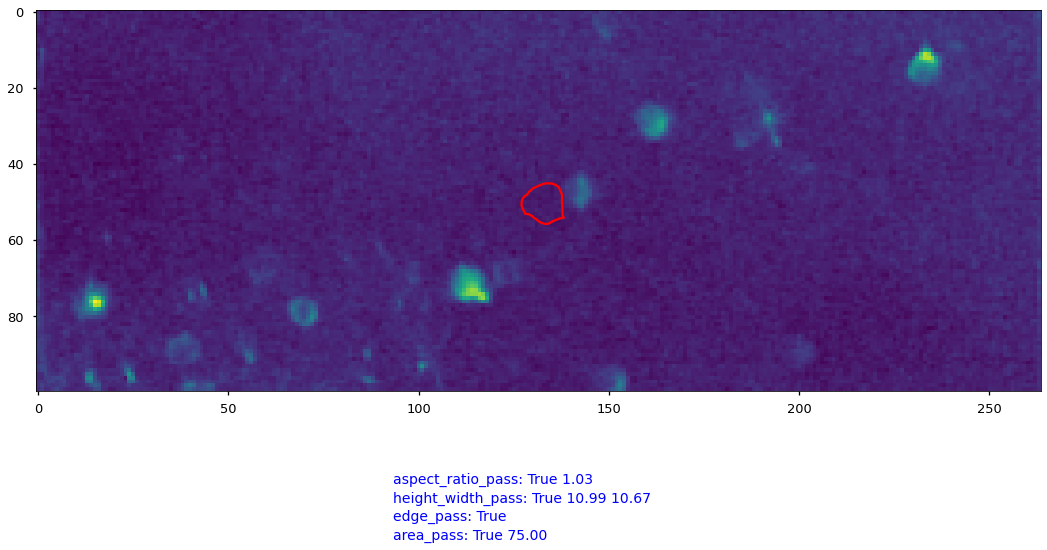 0
20
40
60
80
0 50 100 150 200 250
aspect_ratio_pass: True 1.03
height_width_pass: True 10.99 10.67
edge_pass: True
area_pass: True 75.00